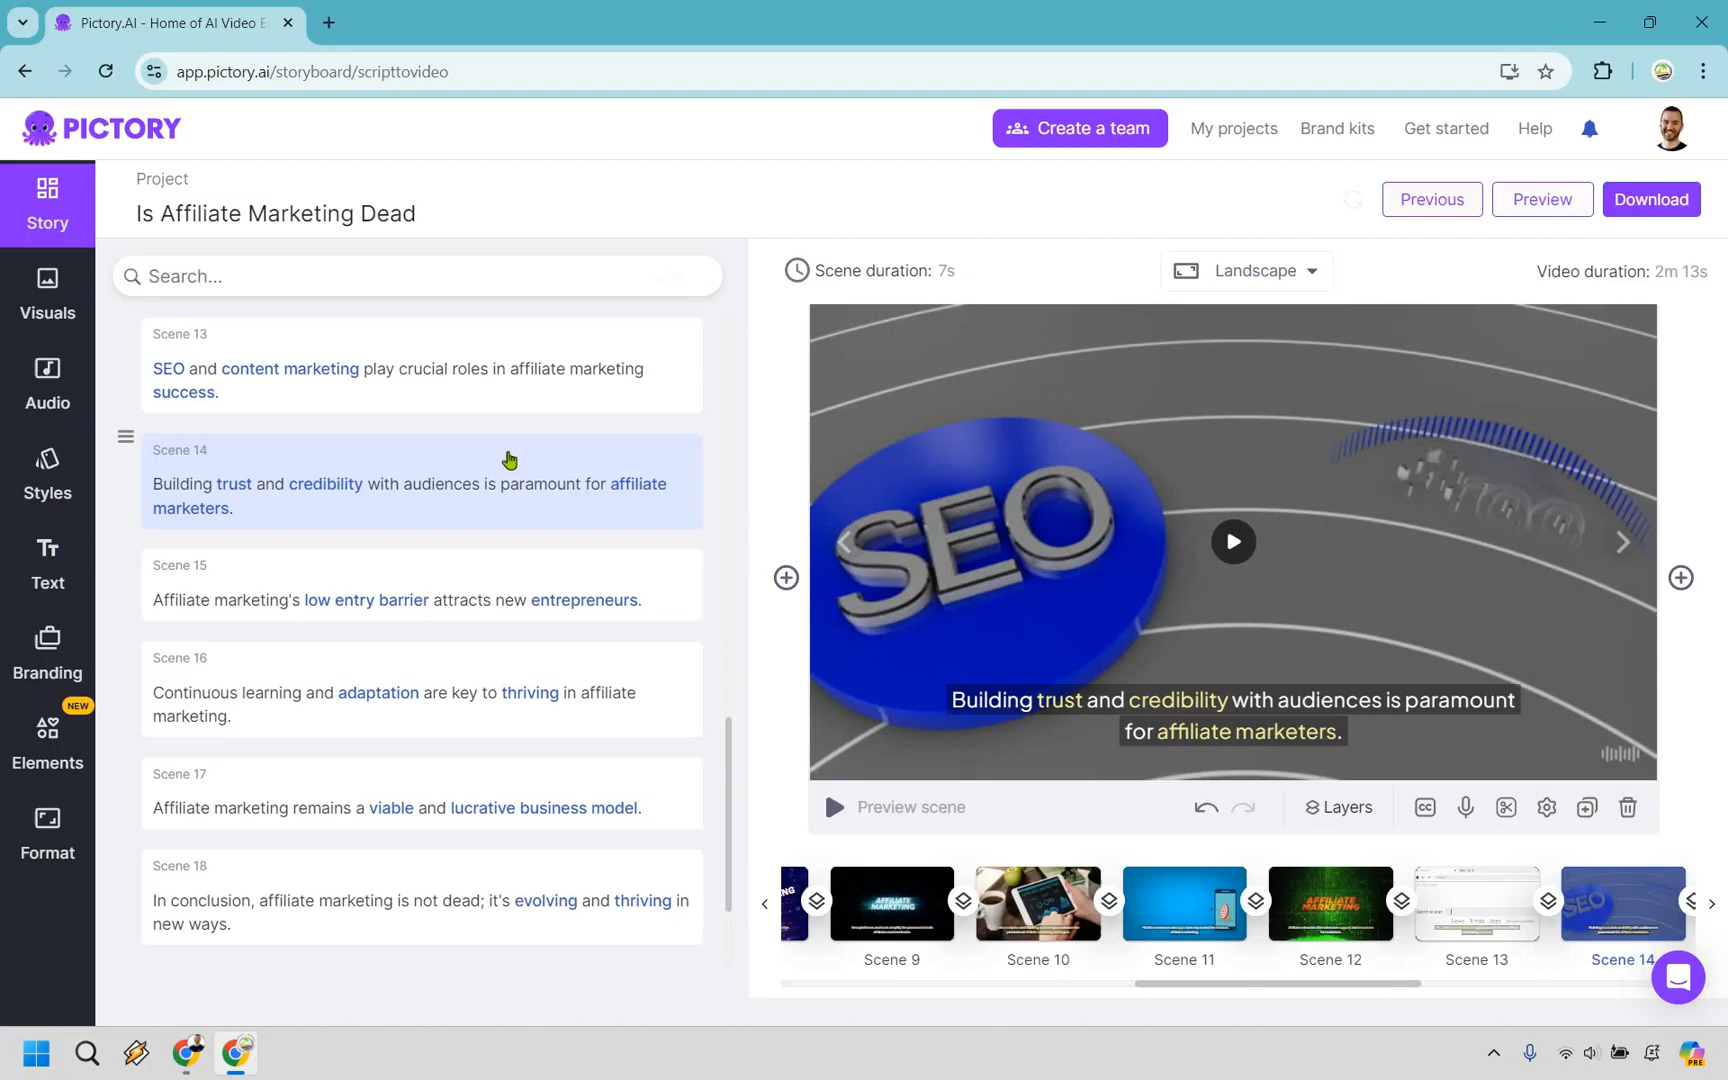 Pictory.AI - Home of AI Video E
app.pictory.ai/storyboard/scripttovideo
PICTORY
Create a team
My projects
Brand kits
Get started
Help
Story
Visuals
Audio
Styles
Text
Branding
NEW
Elements
Format
Project
Is Affiliate Marketing Dead
Previous
Preview
Download
Search...
Scene 13
SEO and content marketing play crucial roles in affiliate marketing
success.
Scene 14
Building trust and credibility with audiences is paramount for affiliate
marketers.
Scene 15
Affiliate marketing's low entry barrier attracts new entrepreneurs.
Scene 16
Continuous learning and adaptation are key to thriving in affiliate
marketing.
Scene 17
Affiliate marketing remains a viable and lucrative business model.
Scene 18
In conclusion, affiliate marketing is not dead; it's evolving and thriving in
new ways.
Scene duration: 7s
Landscape
Video duration: 2m 13s
SEO
Building trust and credibility with audiences is paramount
for affiliate marketers.
Preview scene
Layers
CC
AFFILIATE
MARKETING
AFFILIATE
MARKETING
SEO
Scene 9
Scene 10
Scene 11
Scene 12
Scene 13
Scene 14
PRE